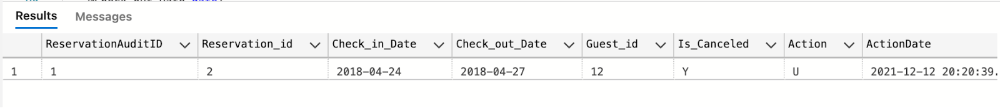 Results Messages
ReservationAuditID Reservation_id Check_in_Date Check_out_Date Guest_id Is_Canceled Action ActionDate
1 1 2 2018-04-24 2018-04-27 12 Y U 2021-12-12 20:20:39.